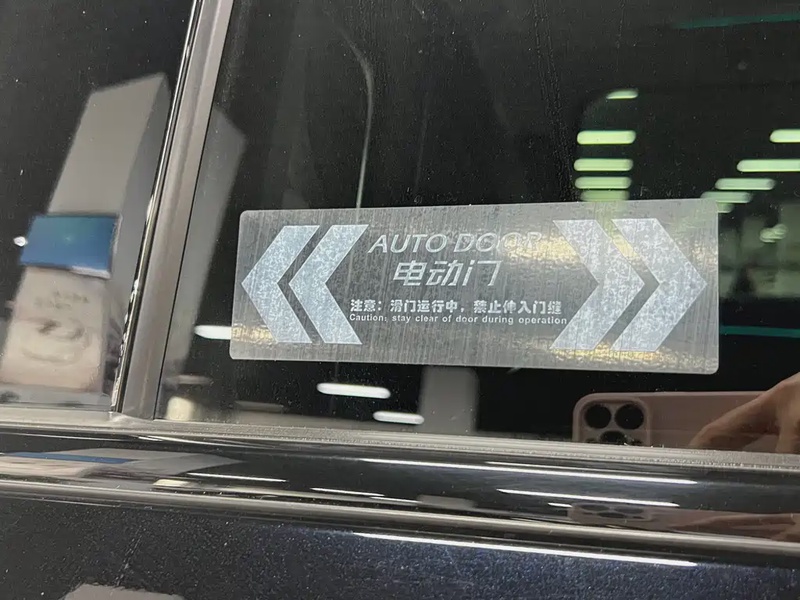 AUTO DOOR
电动门
注意：滑门运行中，禁止伸入门缝
Caution: stay clear of door during operation